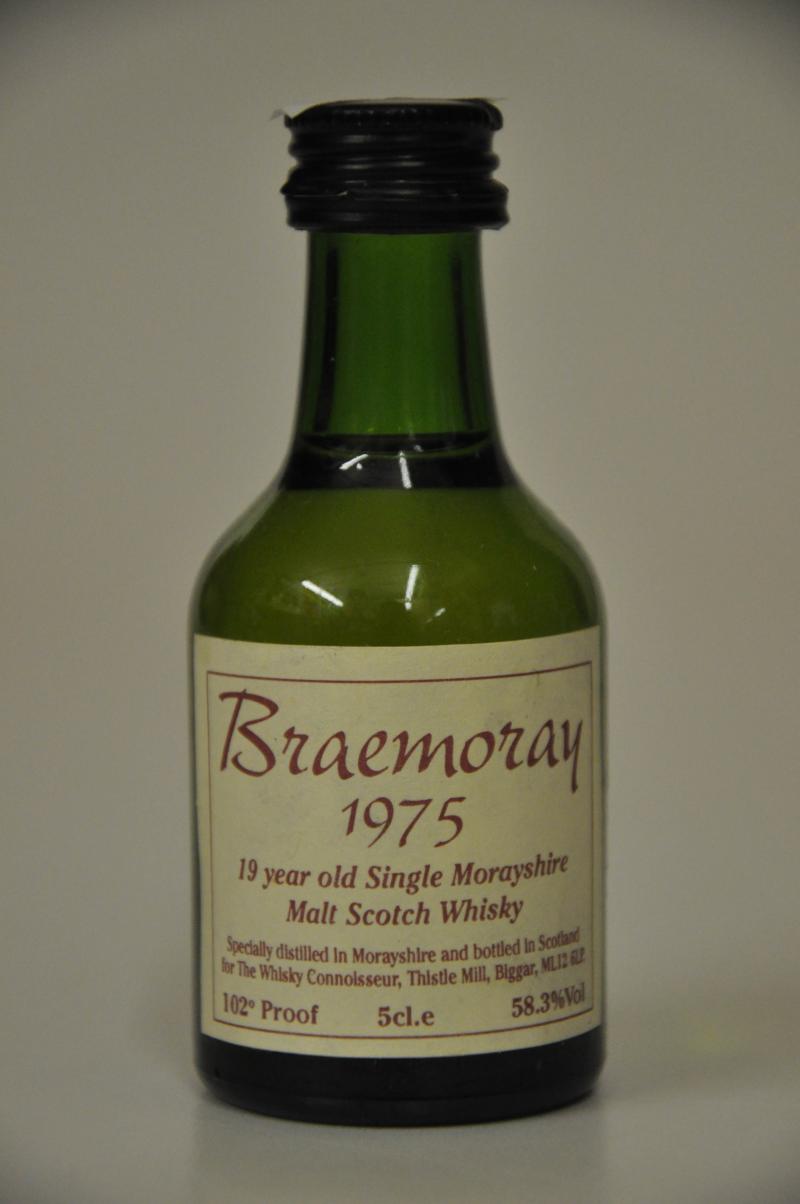 Braemoray
1975
19 year old Single Morayshire
Malt Scotch Whisky
Specially distilled in Morayshire and bottled in Scotland
for The Whisky Connoisseur, Thistle Mill, Biggar, ML12 6LP.
102º Proof 5cl.e 58.3%Vol